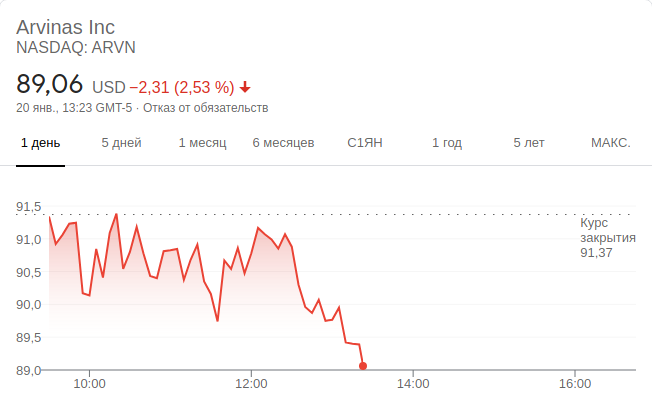 Arvinas Inc
NASDAQ: ARVN
89,06 USD −2,31 (2,53 %)
20 янв., 13:23 GMT-5 · Отказ от обязательств
1 день 5 дней 1 месяц 6 месяцев С1ЯН 1 год 5 лет МАКС.
91,5
Курс
закрытия
91,37
91,0
90,5
90,0
89,5
89,0
10:00 12:00 14:00 16:00